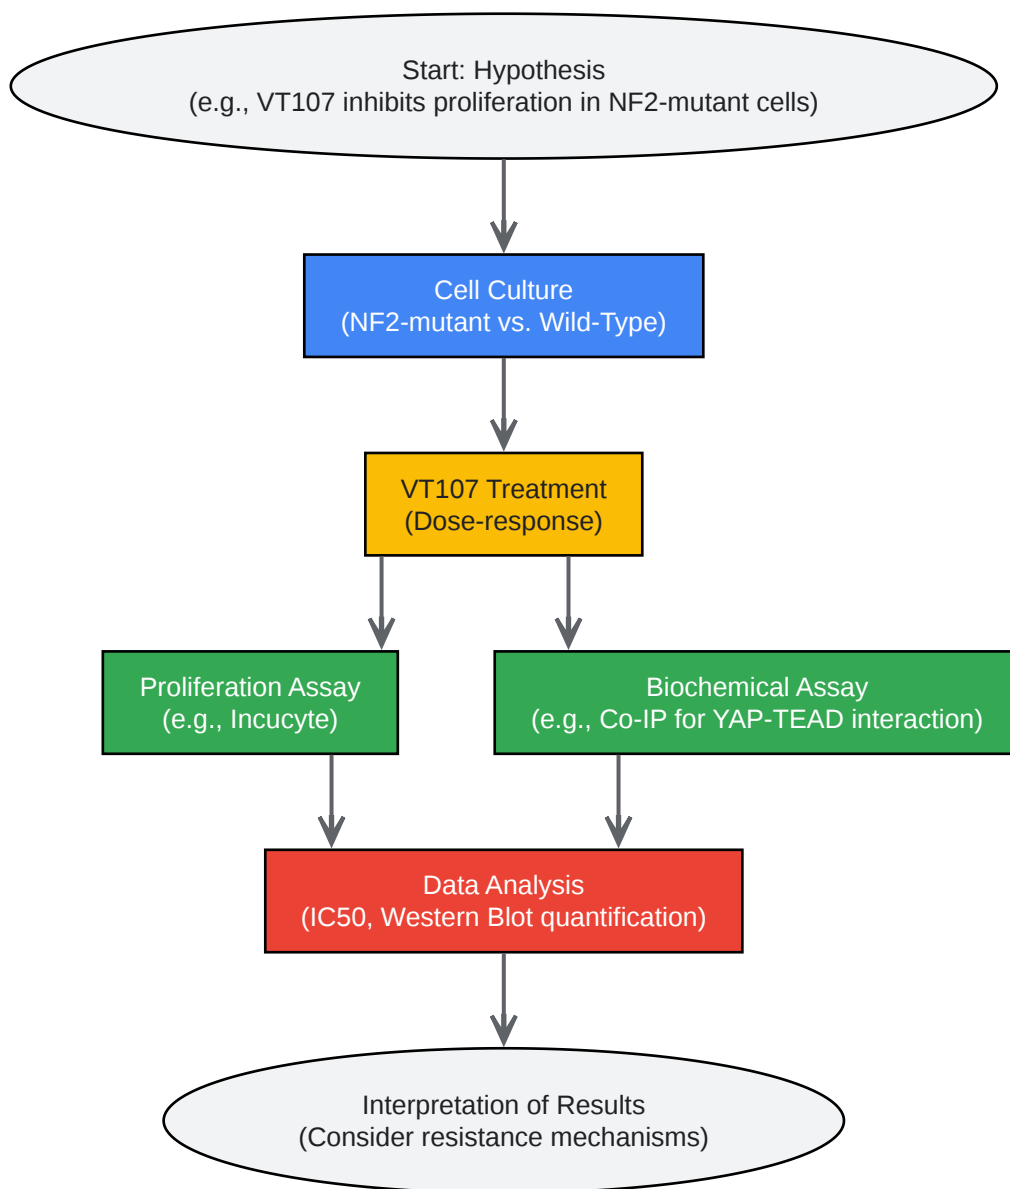 Start: Hypothesis
(e.g., VT107 inhibits proliferation in NF2-mutant cells)
Cell Culture
(NF2-mutant vs. Wild-Type)
VT107 Treatment
(Dose-response)
Proliferation Assay
(e.g., Incucyte)
Biochemical Assay
(e.g., Co-IP for YAP-TEAD interaction)
Data Analysis
(IC50, Western Blot quantification)
Interpretation of Results
(Consider resistance mechanisms)